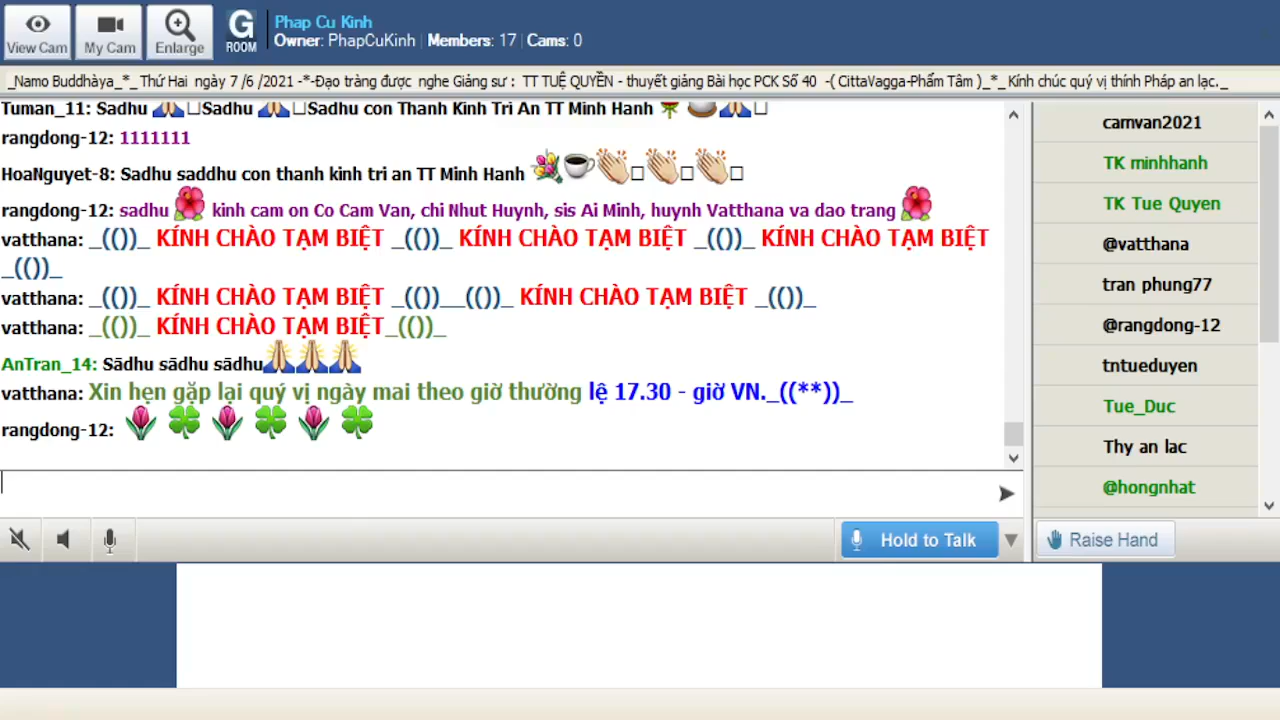 View Cam
My Cam
Enlarge
G
ROOM
Phap Cu Kinh
Owner: PhapCuKinh | Members: 17 | Cams: 0
_Namo Buddhàya_*_ Thứ Hai ngày 7 /6 /2021 -*-Đạo tràng được nghe Giảng sư : TT TUỆ QUYỀN - thuyết giảng Bài học PCK Số 40 -( CittaVagga-Phẩm Tâm )_*_ Kính chúc quý vị thính Pháp an lạc._
Tuman_11: Sadhu 🙏□Sadhu 🙏□Sadhu con Thanh Kinh Tri An TT Minh Hanh
rangdong-12: 1111111
HoaNguyet-8: Sadhu saddhu con thanh kinh tri an TT Minh Hanh
rangdong-12: sadhu 🌺 kinh cam on Co Cam Van, chi Nhut Huynh, sis Ai Minh, huynh Vatthana va dao trang 🌺
vatthana: _(())_ KÍNH CHÀO TẠM BIỆT _(())_ KÍNH CHÀO TẠM BIỆT _(())_ KÍNH CHÀO TẠM BIỆT
_(())_
vatthana: _(())_ KÍNH CHÀO TẠM BIỆT _(())__(())_ KÍNH CHÀO TẠM BIỆT _(())_
vatthana: _(())_ KÍNH CHÀO TẠM BIỆT_(())_
AnTran_14: Sādhu sādhu sādhu🙏🙏🙏
vatthana: Xin hẹn gặp lại quý vị ngày mai theo giờ thường lệ 17.30 - giờ VN._((**))_
rangdong-12: 🌷🍀🌷🍀🌷🍀
camvan2021
TK minhhanh
TK Tue Quyen
@vatthana
tran phung77
@rangdong-12
tntueduyen
Tue_Duc
Thy an lac
@hongnhat
Hold to Talk
Raise Hand